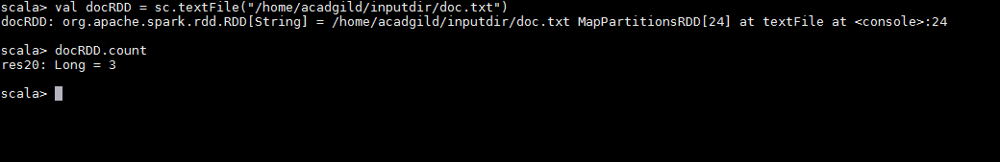 scala> val docRDD = sc.textFile("/home/acadgild/inputdir/doc.txt")
docRDD: org.apache.spark.rdd.RDD[String] = /home/acadgild/inputdir/doc.txt MapPartitionsRDD[24] at textFile at <console>:24
scala> docRDD.count
res20: Long = 3
scala>